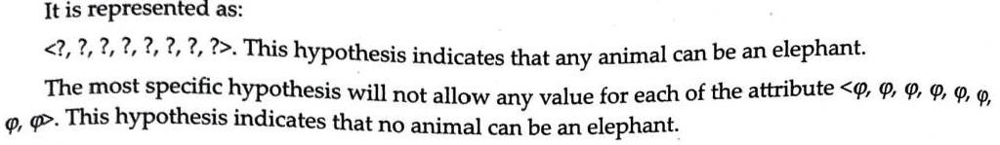 It is represented as:
<?, ?, ?, ?, ?, ?, ?, ?>. This hypothesis indicates that any animal can be an elephant.
The most specific hypothesis will not allow any value for each of the attribute <φ, φ, φ, φ, φ, φ,
φ, φ>. This hypothesis indicates that no animal can be an elephant.